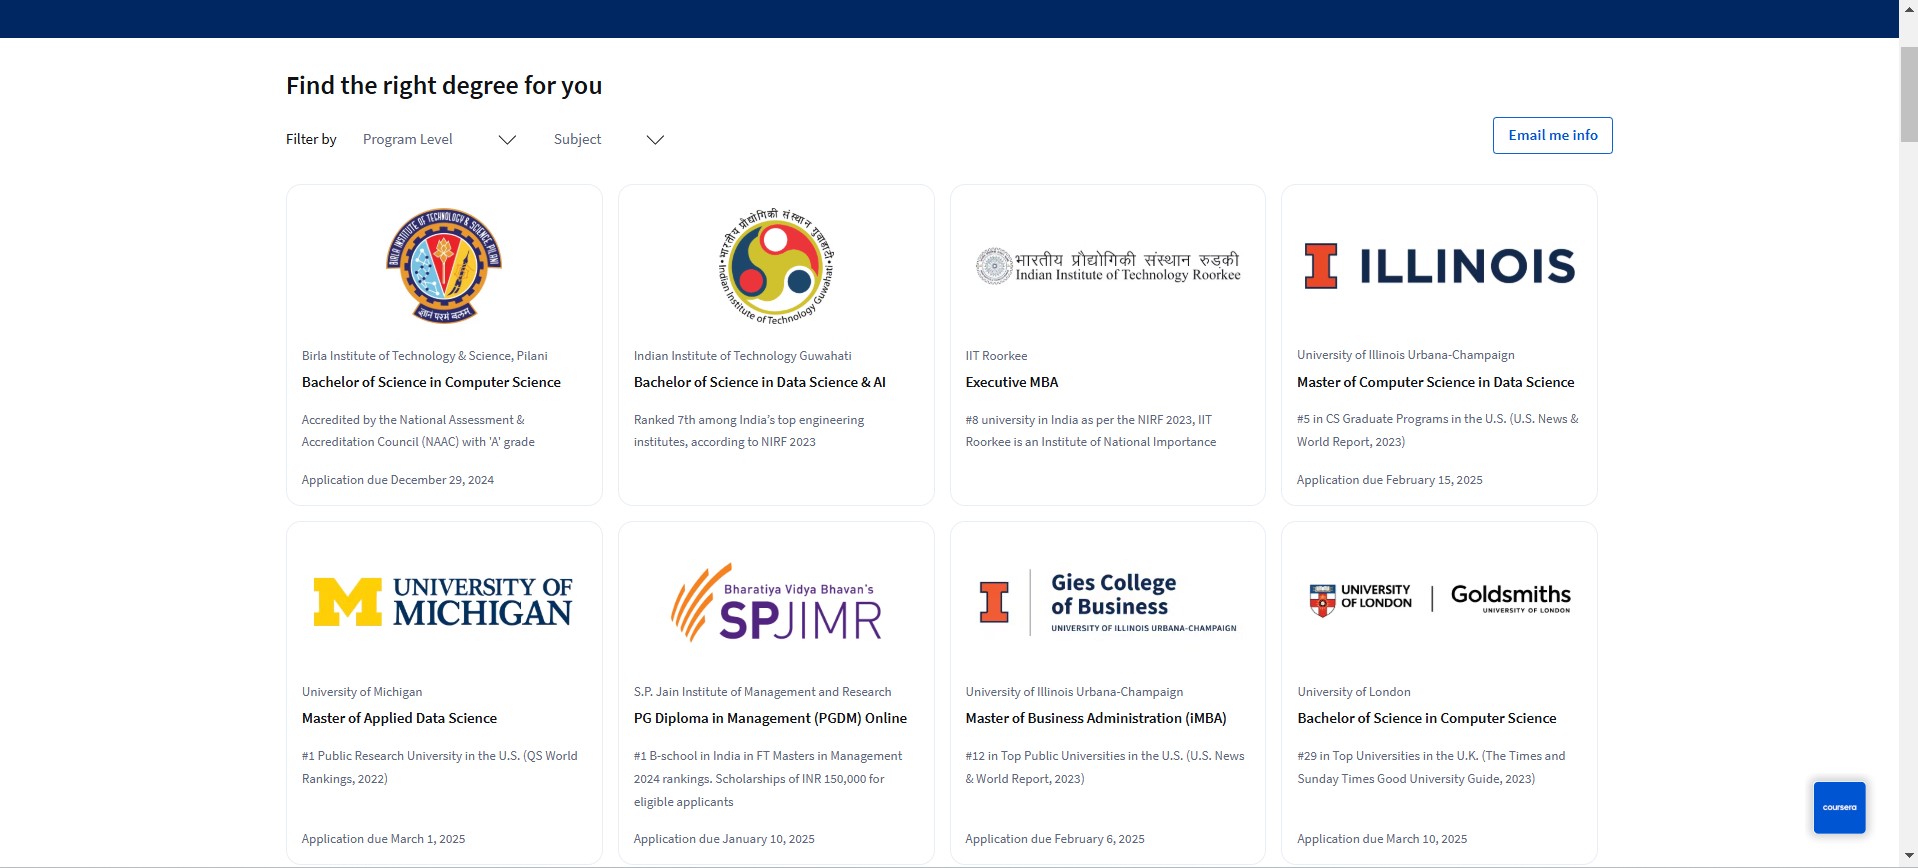 Find the right degree for you
Filter by Program Level Subject
Email me info
BIRLA INSTITUTE OF TECHNOLOGY & SCIENCE, PILANI
ज्ञानं परमं बलम्
Birla Institute of Technology & Science, Pilani
Bachelor of Science in Computer Science
Accredited by the National Assessment &
Accreditation Council (NAAC) with 'A' grade
Application due December 29, 2024
भारतीय प्रौद्योगिकी संस्थान गुवाहाटी
Indian Institute of Technology Guwahati
Indian Institute of Technology Guwahati
Bachelor of Science in Data Science & AI
Ranked 7th among India’s top engineering
institutes, according to NIRF 2023
भारतीय प्रौद्योगिकी संस्थान रुड़की
Indian Institute of Technology Roorkee
IIT Roorkee
Executive MBA
#8 university in India as per the NIRF 2023, IIT
Roorkee is an Institute of National Importance
I ILLINOIS
University of Illinois Urbana-Champaign
Master of Computer Science in Data Science
#5 in CS Graduate Programs in the U.S. (U.S. News &
World Report, 2023)
Application due February 15, 2025
M UNIVERSITY OF
MICHIGAN
University of Michigan
Master of Applied Data Science
#1 Public Research University in the U.S. (QS World
Rankings, 2022)
Application due March 1, 2025
Bharatiya Vidya Bhavan's
SPJIMR
S.P. Jain Institute of Management and Research
PG Diploma in Management (PGDM) Online
#1 B-school in India in FT Masters in Management
2024 rankings. Scholarships of INR 150,000 for
eligible applicants
Application due January 10, 2025
I Gies College
of Business
UNIVERSITY OF ILLINOIS URBANA-CHAMPAIGN
University of Illinois Urbana-Champaign
Master of Business Administration (iMBA)
#12 in Top Public Universities in the U.S. (U.S. News
& World Report, 2023)
Application due February 6, 2025
UNIVERSITY
OF LONDON
Goldsmiths
UNIVERSITY OF LONDON
University of London
Bachelor of Science in Computer Science
#29 in Top Universities in the U.K. (The Times and
Sunday Times Good University Guide, 2023)
Application due March 10, 2025
coursera